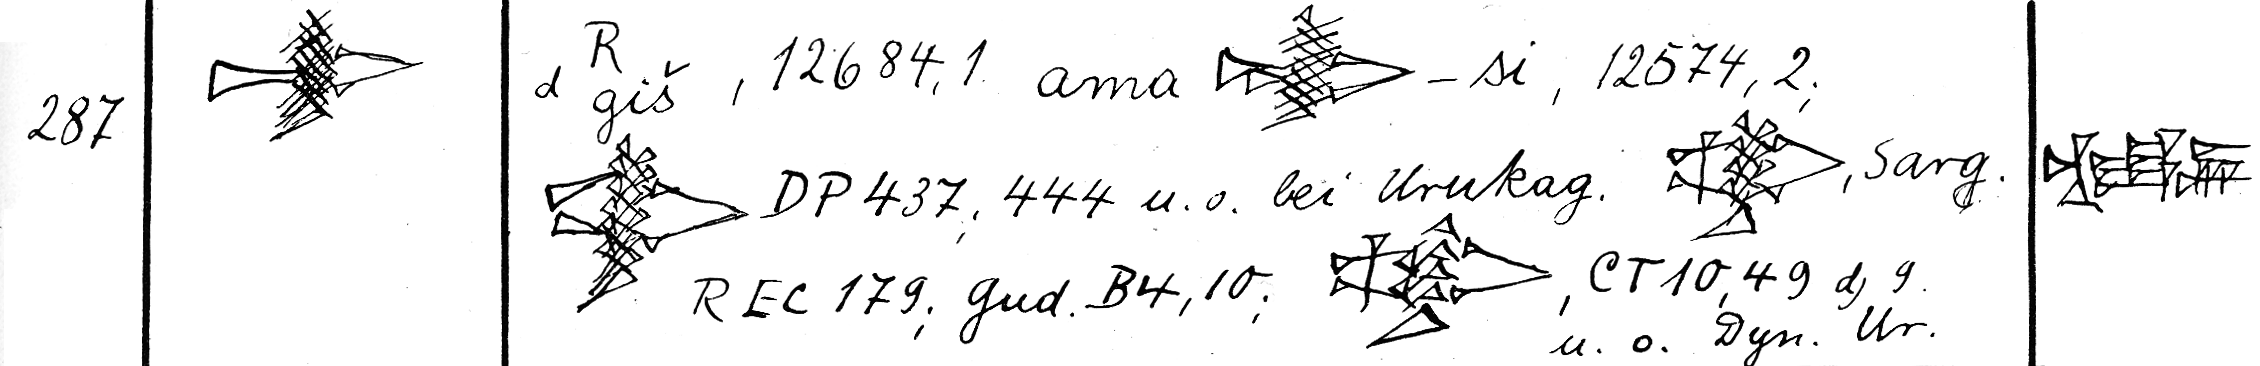 287
d R giš, 12684,1 ama -si, 12574,2;
DP 437, 444 u. o. bei Urukag. , Sarg.
REC 179; Gud. B4,10; , CT 10,49 d, 9
u. o. Dyn. Ur.